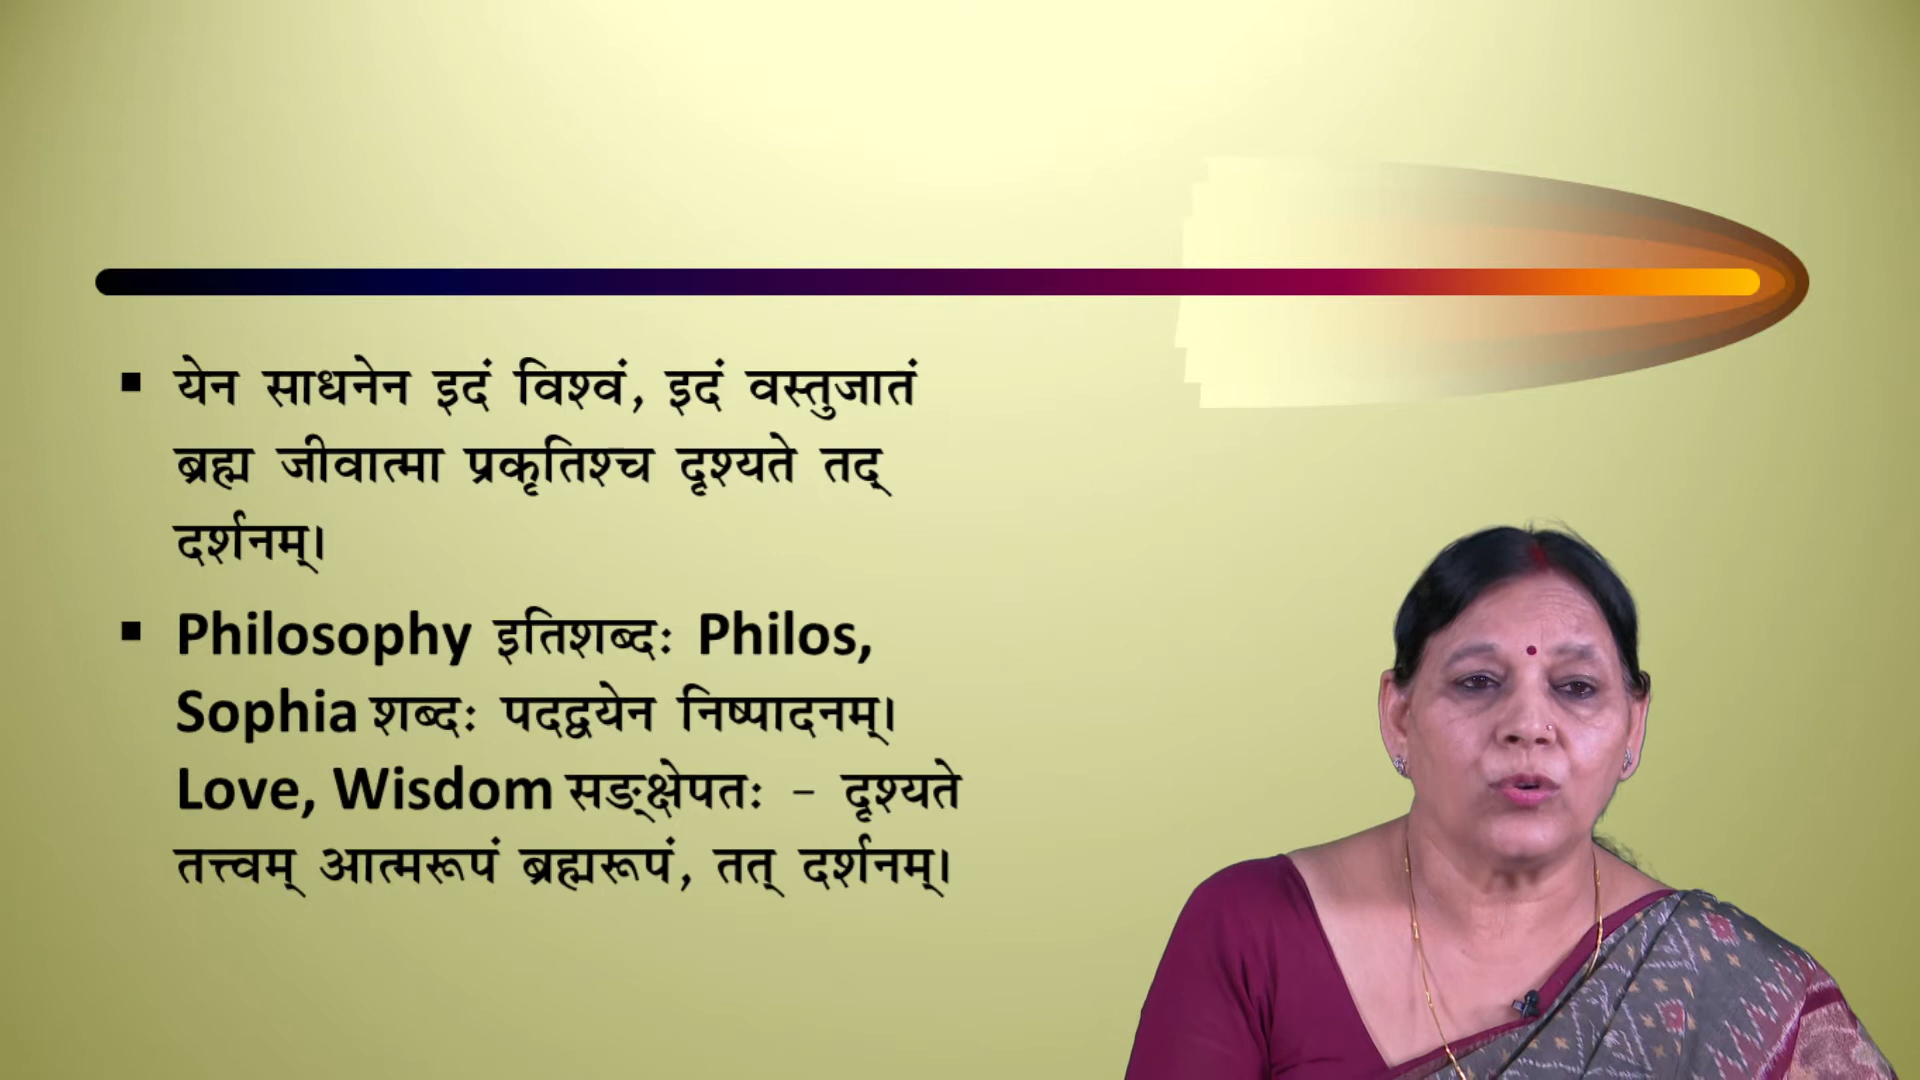 येन साधनेन इदं विश्वं, इदं वस्तुजातं
ब्रह्म जीवात्मा प्रकृतिश्च दृश्यते तद्
दर्शनम्।
Philosophy इतिशब्दः Philos,
Sophia शब्दः पदद्वयेन निष्पादनम्।
Love, Wisdom सङ्क्षेपतः - दृश्यते
तत्त्वम् आत्मरूपं ब्रह्मरूपं, तत् दर्शनम्।